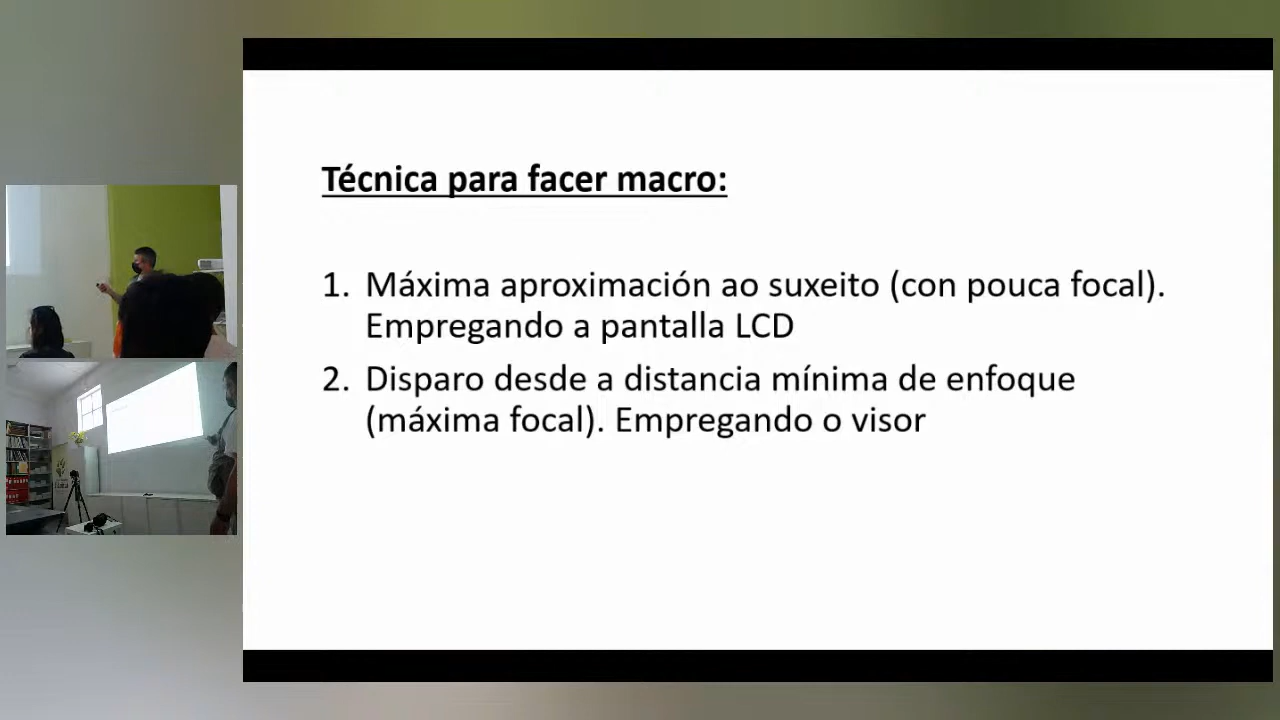 Técnica para facer macro:
1. Máxima aproximación ao suxeito (con pouca focal).
Empregando a pantalla LCD
2. Disparo desde a distancia mínima de enfoque
(máxima focal). Empregando o visor